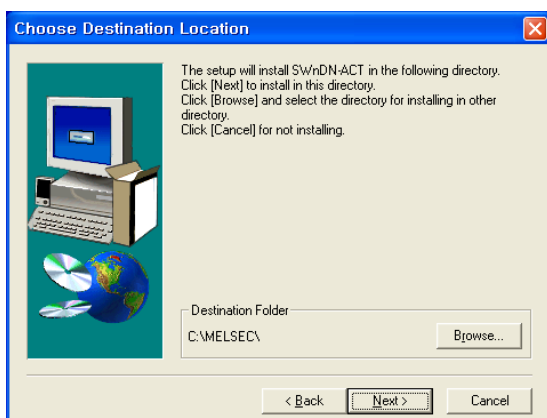 Choose Destination Location
The setup will install SWnDN-ACT in the following directory.
Click [Next] to install in this directory.
Click [Browse] and select the directory for installing in other
directory.
Click [Cancel] for not installing.
Destination Folder
C:\MELSEC\
Browse...
< Back
Next >
Cancel